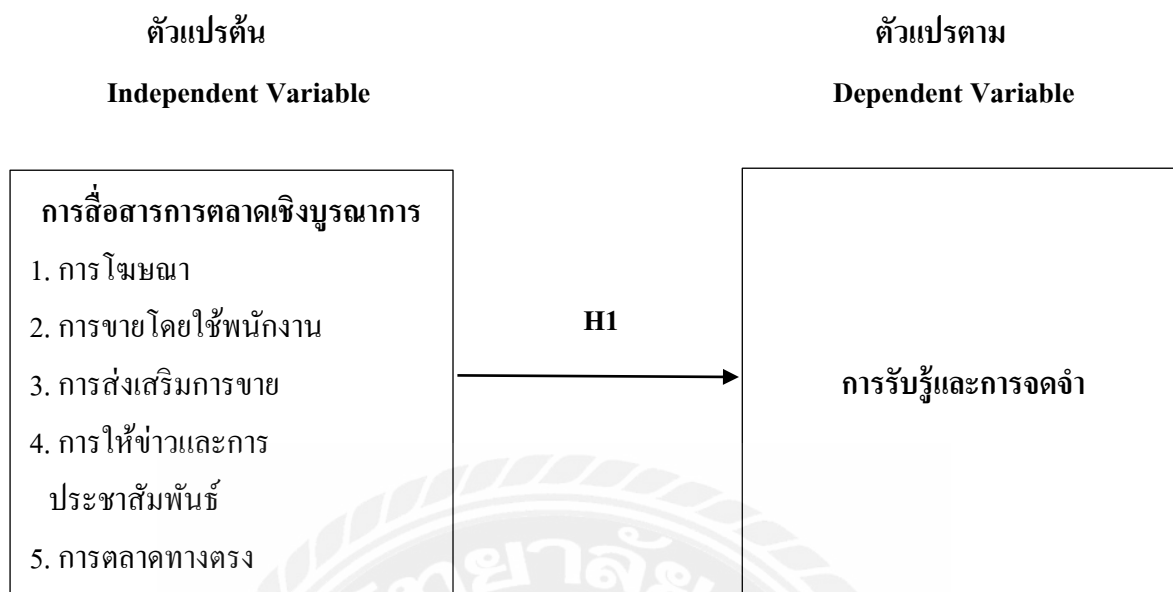 ตัวแปรต้น
Independent Variable
ตัวแปรตาม
Dependent Variable
การสื่อสารการตลาดเชิงบูรณาการ
1. การโฆษณา
2. การขายโดยใช้พนักงาน
3. การส่งเสริมการขาย
4. การให้ข่าวและการ
ประชาสัมพันธ์
5. การตลาดทางตรง
H1
การรับรู้และการจดจำ